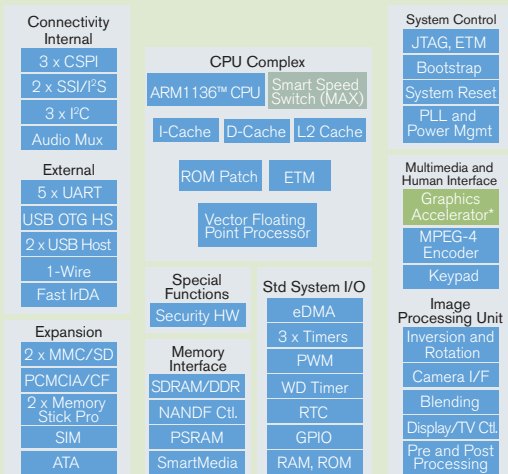 Connectivity
Internal
3 x CSPI
2 x SSI/I²S
3 x I²C
Audio Mux
External
5 x UART
USB OTG HS
2 x USB Host
1-Wire
Fast IrDA
Expansion
2 x MMC/SD
PCMCIA/CF
2 x Memory
Stick Pro
SIM
ATA
CPU Complex
ARM1136™ CPU
Smart Speed
Switch (MAX)
I-Cache
D-Cache
L2 Cache
ROM Patch
ETM
Vector Floating
Point Processor
Special
Functions
Security HW
Memory
Interface
SDRAM/DDR
NANDF Ctl.
PSRAM
SmartMedia
Std System I/O
eDMA
3 x Timers
PWM
WD Timer
RTC
GPIO
RAM, ROM
System Control
JTAG, ETM
Bootstrap
System Reset
PLL and
Power Mgmt
Multimedia and
Human Interface
Graphics
Accelerator*
MPEG-4
Encoder
Keypad
Image
Processing Unit
Inversion and
Rotation
Camera I/F
Blending
Display/TV Ctl.
Pre and Post
Processing